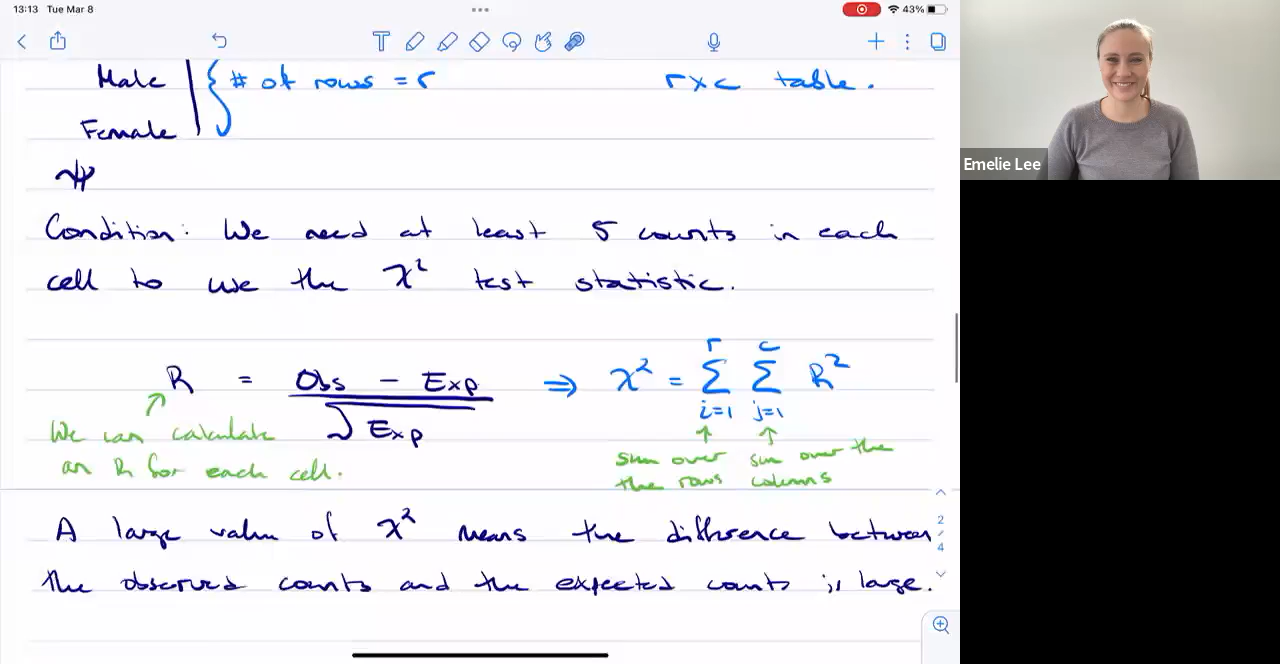 13:13 Tue Mar 8
43%
Male
# of rows = r
r x c table.
Female
Condition: We need at least 5 counts in each
cell to use the χ² test statistic.
R = Obs - Exp / √Exp ⇒ χ² = Σ i=1 r Σ j=1 c R²
We can calculate
an R for each cell.
sum over
the rows
sum over the
columns
A large value of χ² means the difference between
the observed counts and the expected counts is large.
2
4
Emelie Lee